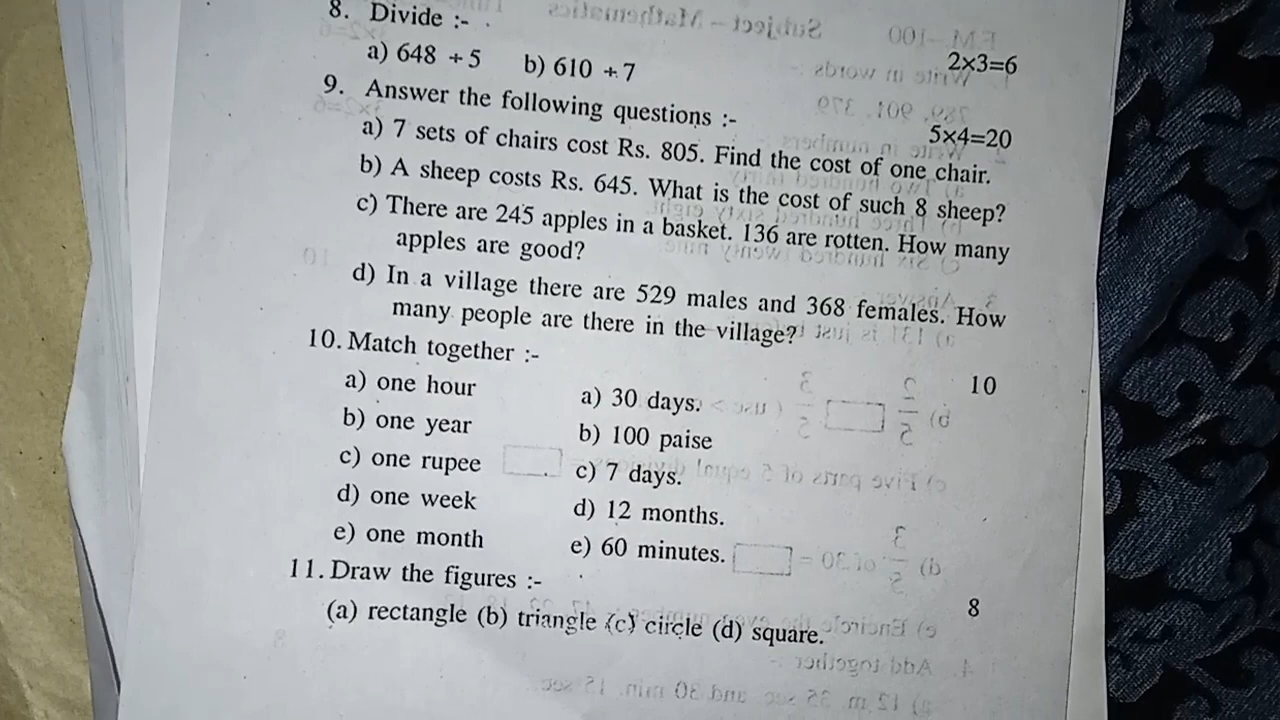 8. Divide :-
a) 648 ÷ 5 b) 610 ÷ 7 2×3=6
9. Answer the following questions :- 5×4=20
a) 7 sets of chairs cost Rs. 805. Find the cost of one chair.
b) A sheep costs Rs. 645. What is the cost of such 8 sheep?
c) There are 245 apples in a basket. 136 are rotten. How many
apples are good?
d) In a village there are 529 males and 368 females. How
many people are there in the village?
10. Match together :- 10
a) one hour a) 30 days.
b) one year b) 100 paise
c) one rupee c) 7 days.
d) one week d) 12 months.
e) one month e) 60 minutes.
11. Draw the figures :- 8
(a) rectangle (b) triangle (c) circle (d) square.